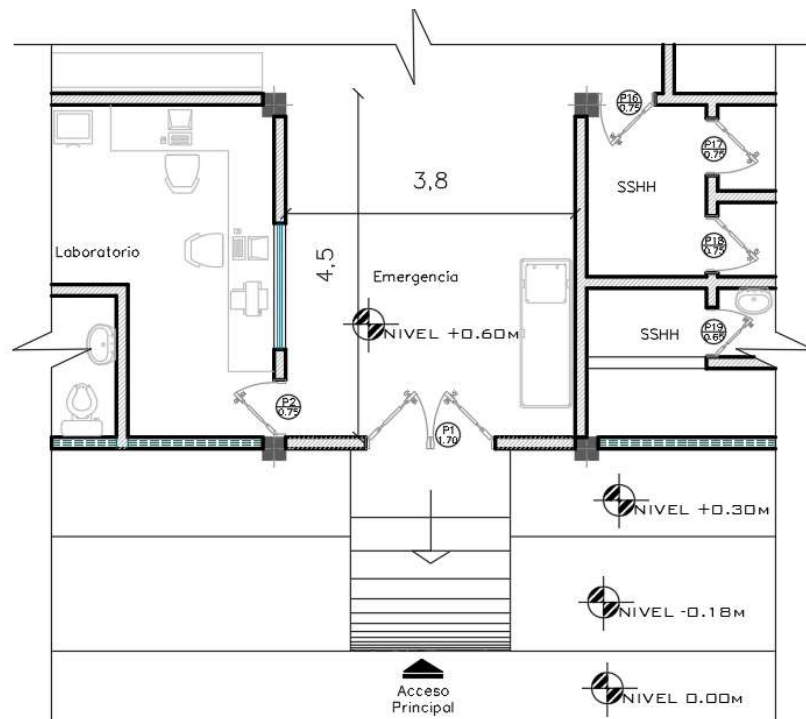 P16
0.75
P17
0.75
3,8
SSHH
Laboratorio
4,5
Emergencia
P18
0.75
NIVEL +0.60M
SSHH
P19
0.65
P2
0.75
P1
1.70
NIVEL +0.30M
NIVEL -0.18M
Acceso
Principal
NIVEL 0.00M